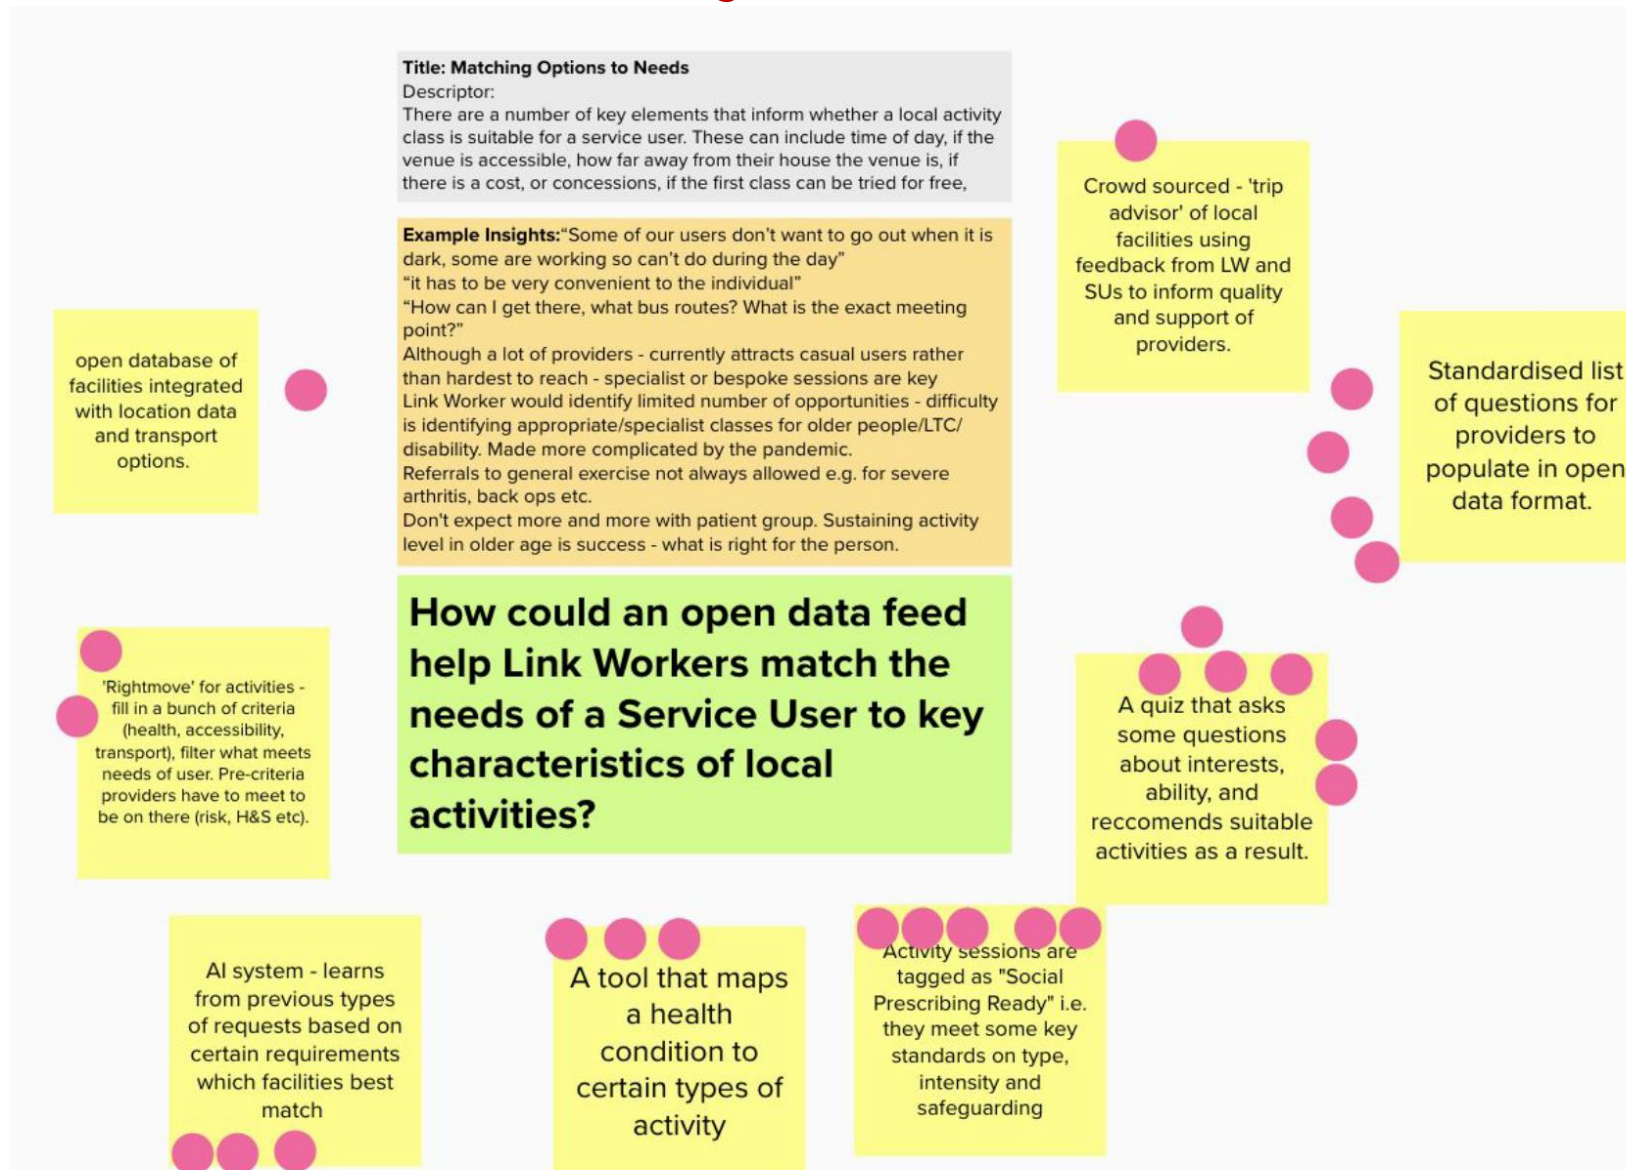 Title: Matching Options to Needs
Descriptor:
There are a number of key elements that inform whether a local activity
class is suitable for a service user. These can include time of day, if the
venue is accessible, how far away from their house the venue is, if
there is a cost, or concessions, if the first class can be tried for free,
Example Insights:“Some of our users don’t want to go out when it is
dark, some are working so can’t do during the day”
“it has to be very convenient to the individual”
“How can I get there, what bus routes? What is the exact meeting
point?”
Although a lot of providers - currently attracts casual users rather
than hardest to reach - specialist or bespoke sessions are key
Link Worker would identify limited number of opportunities - difficulty
is identifying appropriate/specialist classes for older people/LTC/
disability. Made more complicated by the pandemic.
Referrals to general exercise not always allowed e.g. for severe
arthritis, back ops etc.
Don't expect more and more with patient group. Sustaining activity
level in older age is success - what is right for the person.
How could an open data feed
help Link Workers match the
needs of a Service User to key
characteristics of local
activities?
open database of
facilities integrated
with location data
and transport
options.
'Rightmove' for activities -
fill in a bunch of criteria
(health, accessibility,
transport), filter what meets
needs of user. Pre-criteria
providers have to meet to
be on there (risk, H&S etc).
AI system - learns
from previous types
of requests based on
certain requirements
which facilities best
match
A tool that maps
a health
condition to
certain types of
activity
Activity sessions are
tagged as "Social
Prescribing Ready" i.e.
they meet some key
standards on type,
intensity and
safeguarding
A quiz that asks
some questions
about interests,
ability, and
reccomends suitable
activities as a result.
Crowd sourced - 'trip
advisor' of local
facilities using
feedback from LW and
SUs to inform quality
and support of
providers.
Standardised list
of questions for
providers to
populate in open
data format.